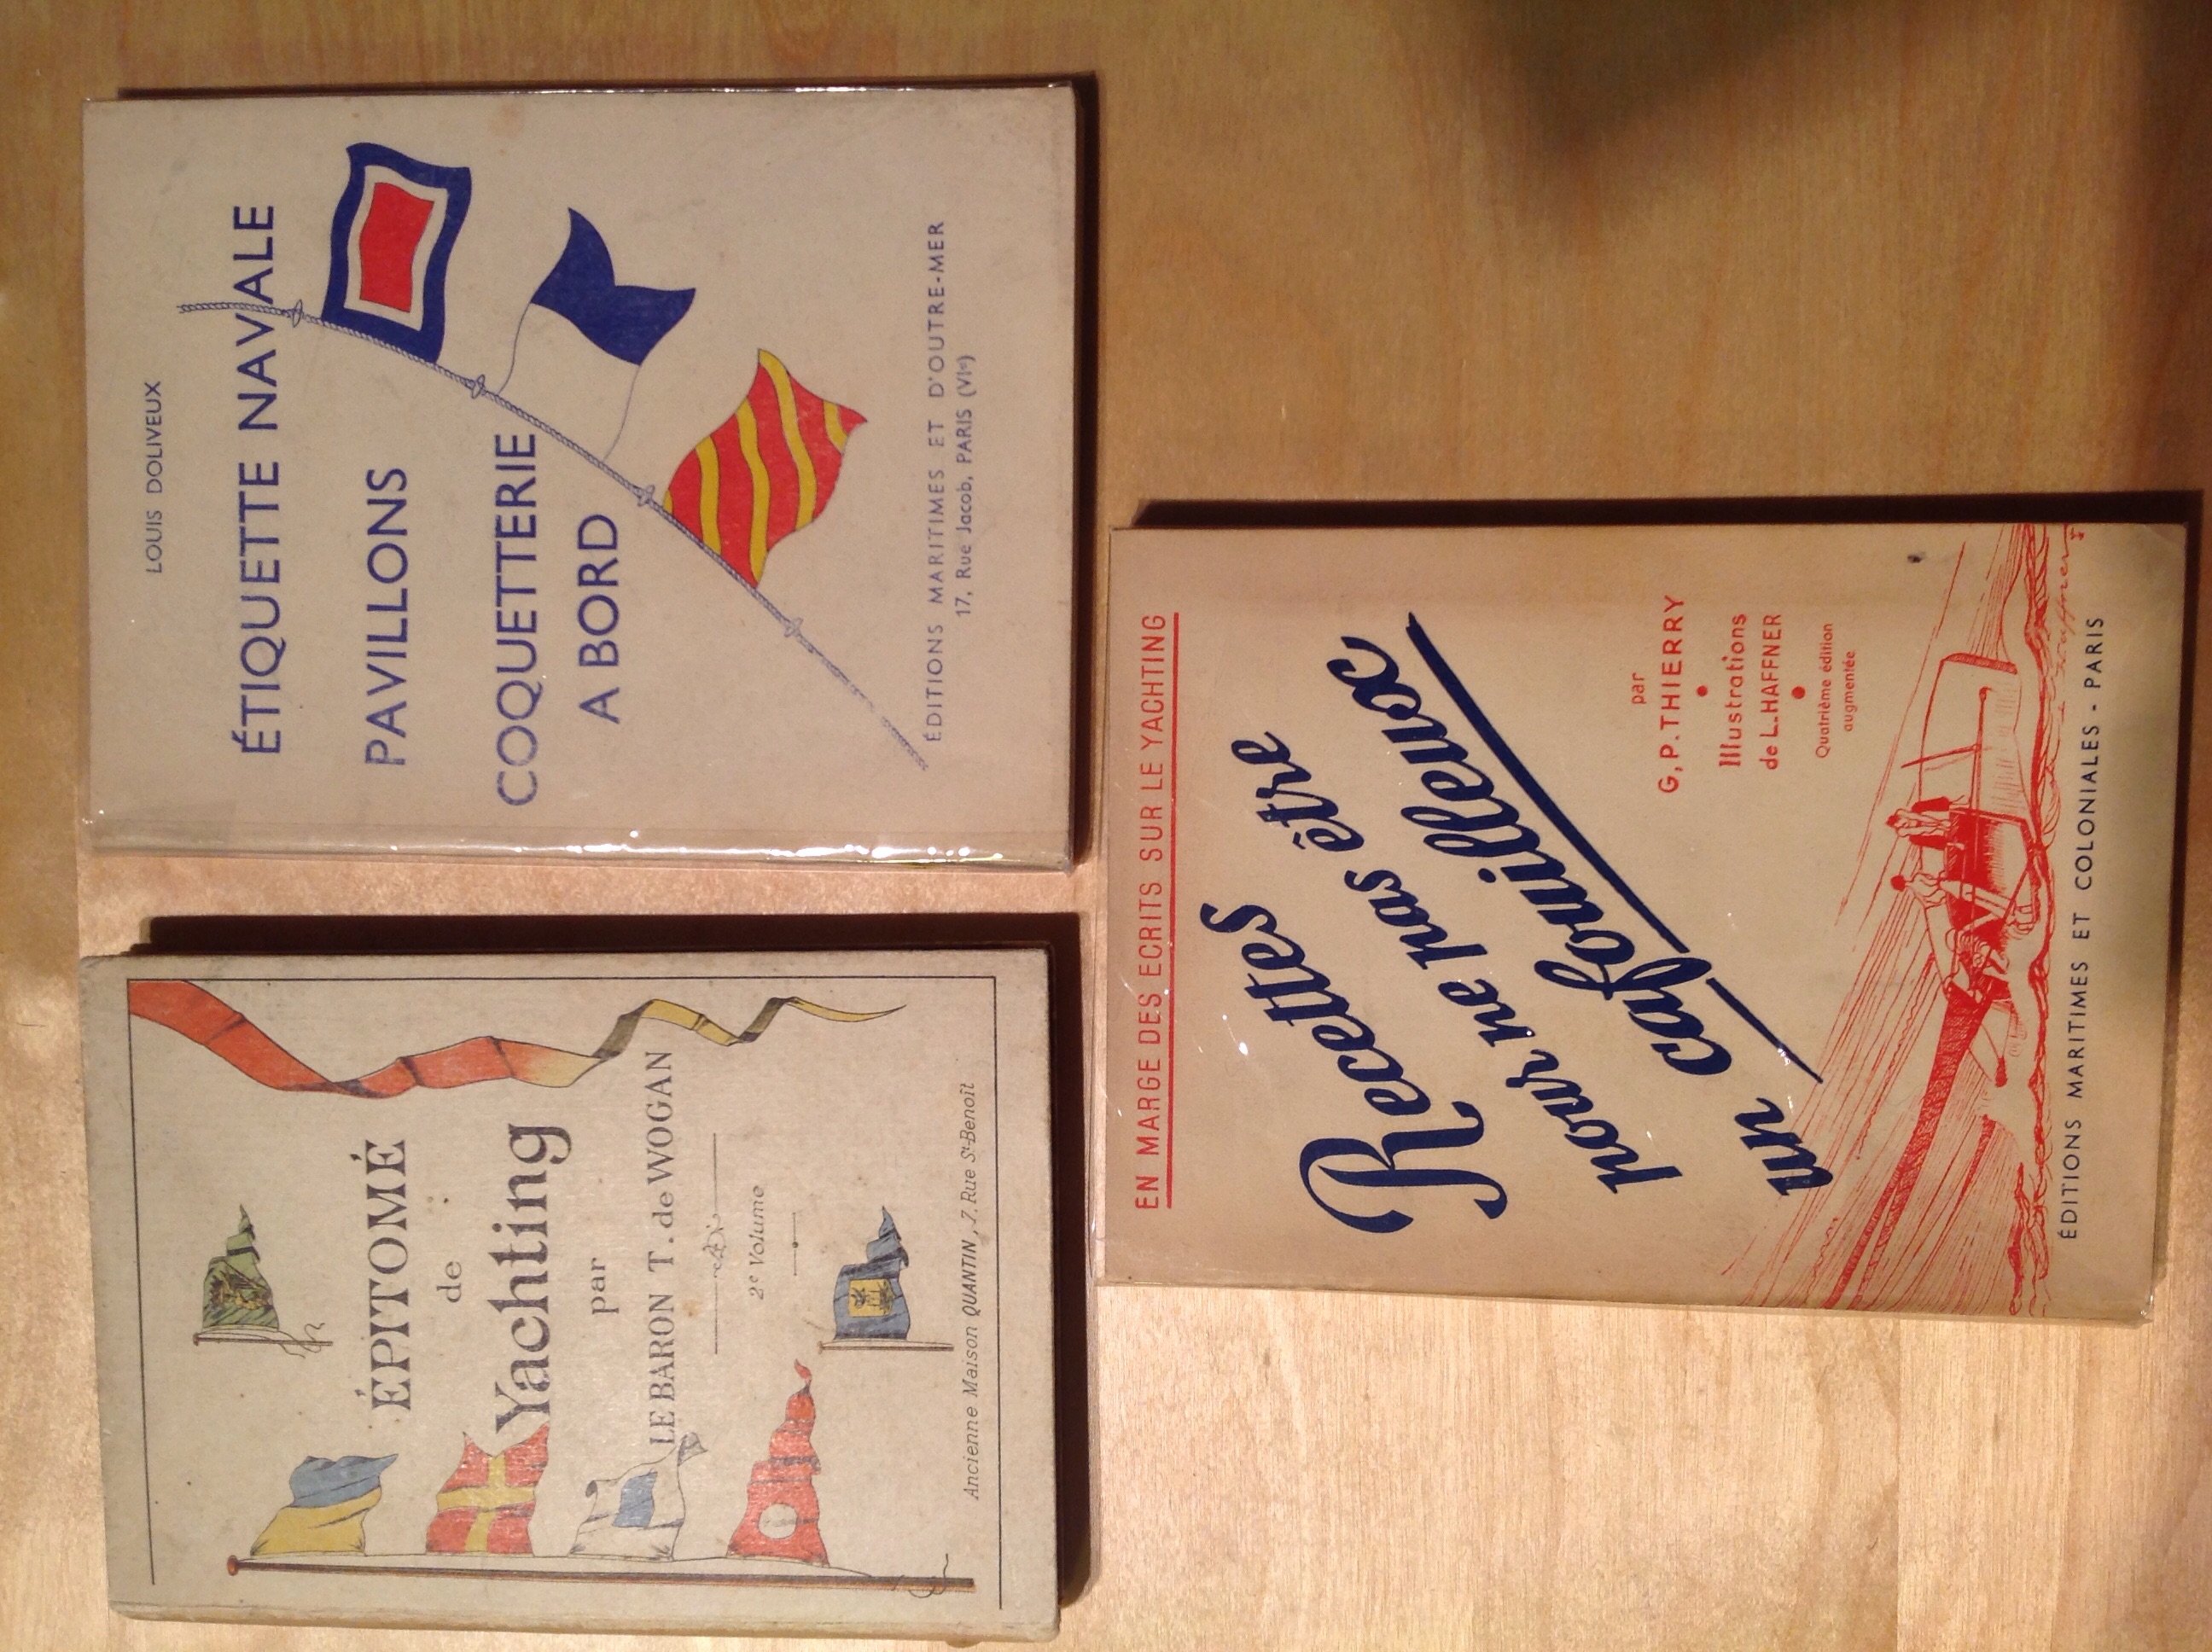 LOUIS DOLIVEUX
ÉTIQUETTE NAVALE
PAVILLONS
COQUETTERIE
A BORD
ÉDITIONS MARITIMES ET D'OUTRE-MER
17, Rue Jacob, PARIS (VIe)
ÉPITOMÉ
de
Yachting
par
LE BARON T. de WOGAN
2e Volume
Ancienne Maison QUANTIN, 7, Rue St-Benoît
EN MARGE DES ECRITS SUR LE YACHTING
Recettes
pour ne pas être
un cafouilleux
par
G, P. THIERRY
Illustrations
de L. HAFFNER
Quatrième édition
augmentée
Haffner
ÉDITIONS MARITIMES ET COLONIALES - PARIS